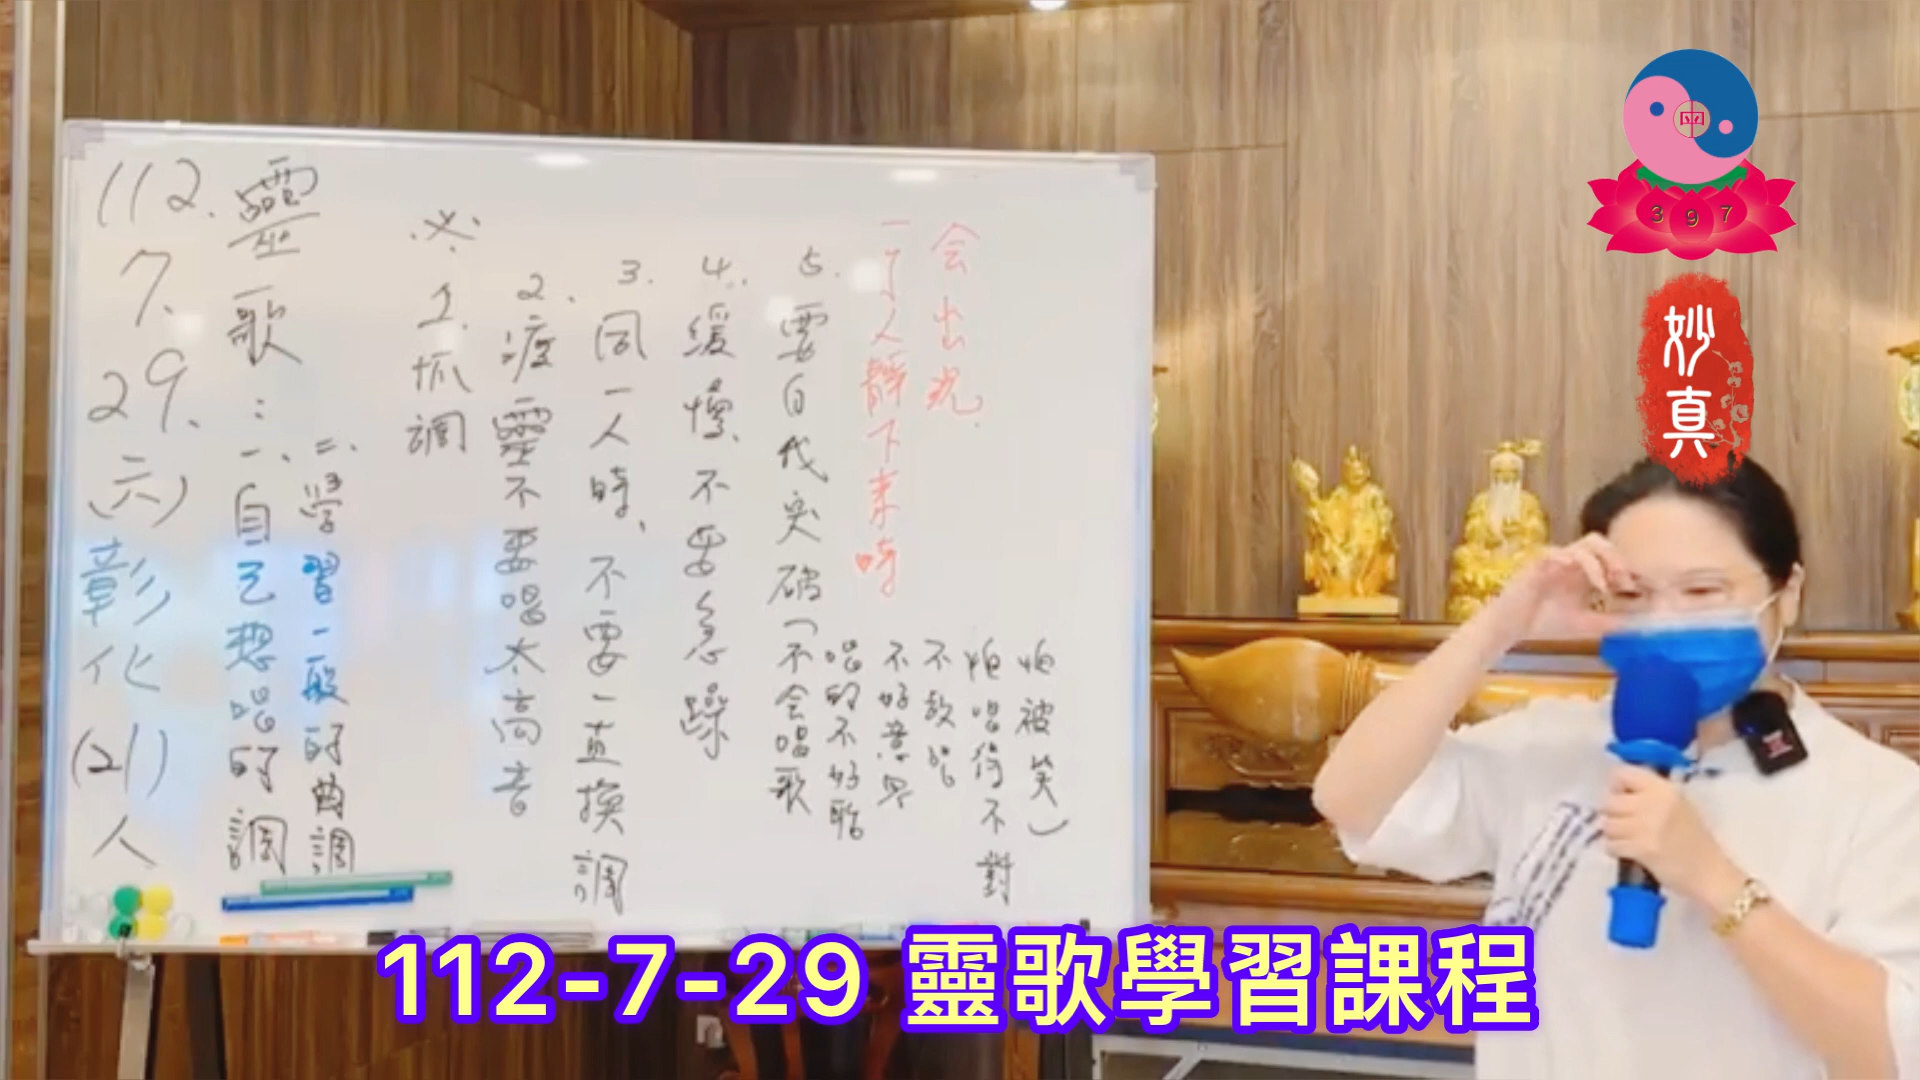 112.7.29.(六)彰化(21)人
靈歌:一、自己想唱的調
二、学習一般的曲調
※ 1.抓調
2.渡靈不要唱太高音
3.同一人時、不要一直換調
4.緩慢、不要急躁
5.要自我突破(不会唱歌
唱的不好聽
不好意思
不敢唱
怕唱得不對
怕被笑)
一个人靜下来時
会出現
397
妙真
112-7-29 靈歌學習課程